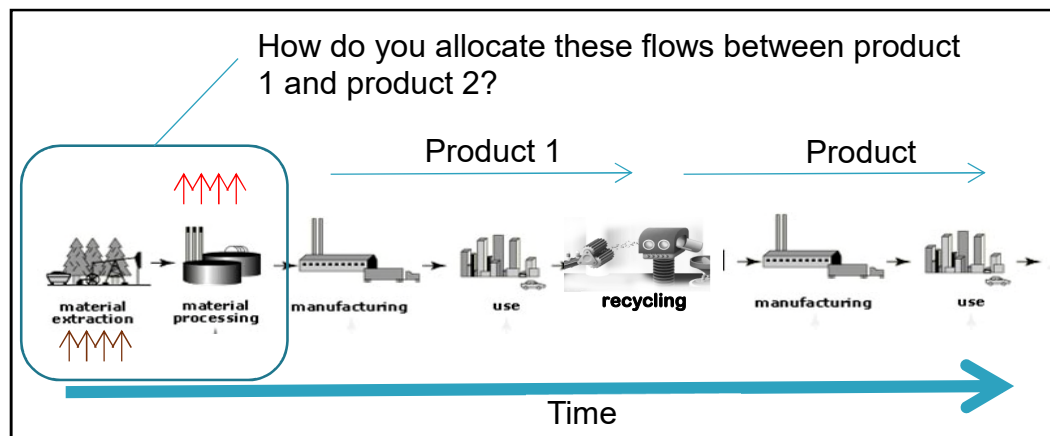 How do you allocate these flows between product
1 and product 2?
Product 1
Product
material
extraction
material
processing
manufacturing
use
recycling
manufacturing
use
Time